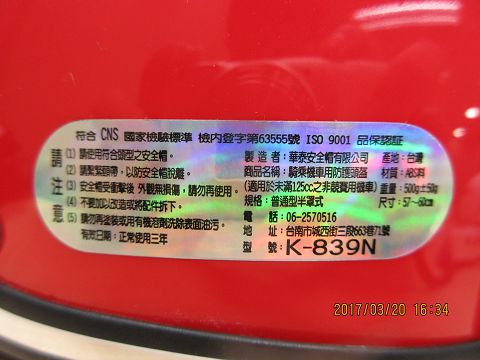 符合 CNS 國家檢驗標準 檢內登字第63555號 ISO 9001 品保認証
請注意
(1) 請使用符合頭型之安全帽。
(2) 請繫緊頤帶，以防安全帽脫離。
(3) 安全帽受衝擊後 外觀無損傷，請勿再使用。
(4) 不要加以改造或將配件拆下。
(5) 請勿再塗裝或用有機溶劑洗除表面油污。
有效日期：正常使用三年
製造者：華泰安全帽有限公司 產地：台灣
商品名稱：騎乘機車用防護頭盔 材質：ABS料
(適用於未滿125cc之非競賽用機車) 重量：500g±50g
規格：普通型半罩式 尺寸：57~60cm
電話：06-2570516
地址：台南市城西街三段663巷71號
型號：K-839N
2017/03/20 16:34